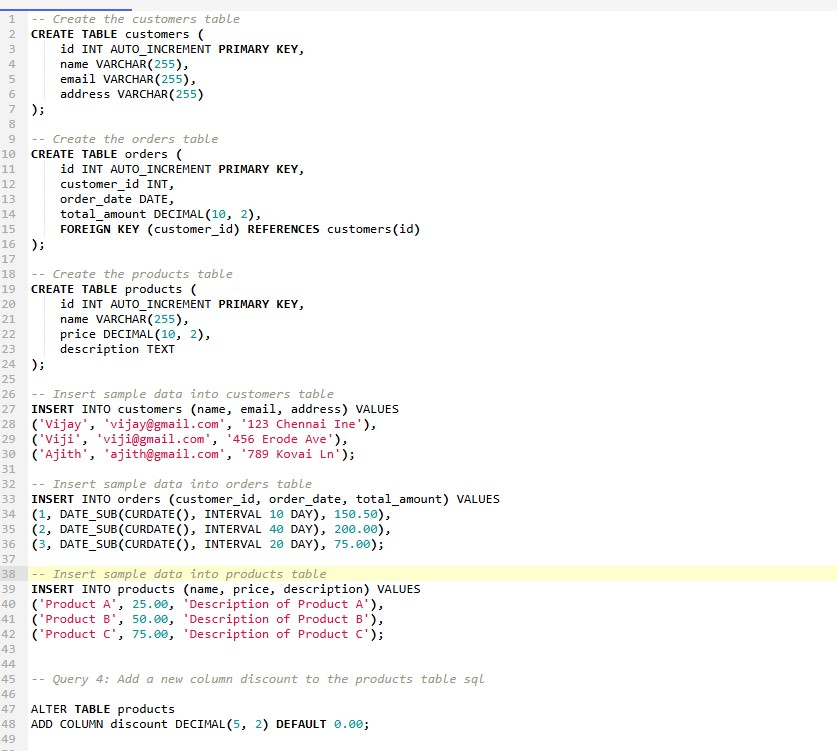 1 -- Create the customers table
2 CREATE TABLE customers (
3     id INT AUTO_INCREMENT PRIMARY KEY,
4     name VARCHAR(255),
5     email VARCHAR(255),
6     address VARCHAR(255)
7 );
8
9 -- Create the orders table
10 CREATE TABLE orders (
11     id INT AUTO_INCREMENT PRIMARY KEY,
12     customer_id INT,
13     order_date DATE,
14     total_amount DECIMAL(10, 2),
15     FOREIGN KEY (customer_id) REFERENCES customers(id)
16 );
17
18 -- Create the products table
19 CREATE TABLE products (
20     id INT AUTO_INCREMENT PRIMARY KEY,
21     name VARCHAR(255),
22     price DECIMAL(10, 2),
23     description TEXT
24 );
25
26 -- Insert sample data into customers table
27 INSERT INTO customers (name, email, address) VALUES
28 ('Vijay', 'vijay@gmail.com', '123 Chennai Ine'),
29 ('Viji', 'viji@gmail.com', '456 Erode Ave'),
30 ('Ajith', 'ajith@gmail.com', '789 Kovai Ln');
31
32 -- Insert sample data into orders table
33 INSERT INTO orders (customer_id, order_date, total_amount) VALUES
34 (1, DATE_SUB(CURDATE(), INTERVAL 10 DAY), 150.50),
35 (2, DATE_SUB(CURDATE(), INTERVAL 40 DAY), 200.00),
36 (3, DATE_SUB(CURDATE(), INTERVAL 20 DAY), 75.00);
37
38 -- Insert sample data into products table
39 INSERT INTO products (name, price, description) VALUES
40 ('Product A', 25.00, 'Description of Product A'),
41 ('Product B', 50.00, 'Description of Product B'),
42 ('Product C', 75.00, 'Description of Product C');
43
44
45 -- Query 4: Add a new column discount to the products table sql
46
47 ALTER TABLE products
48 ADD COLUMN discount DECIMAL(5, 2) DEFAULT 0.00;
49